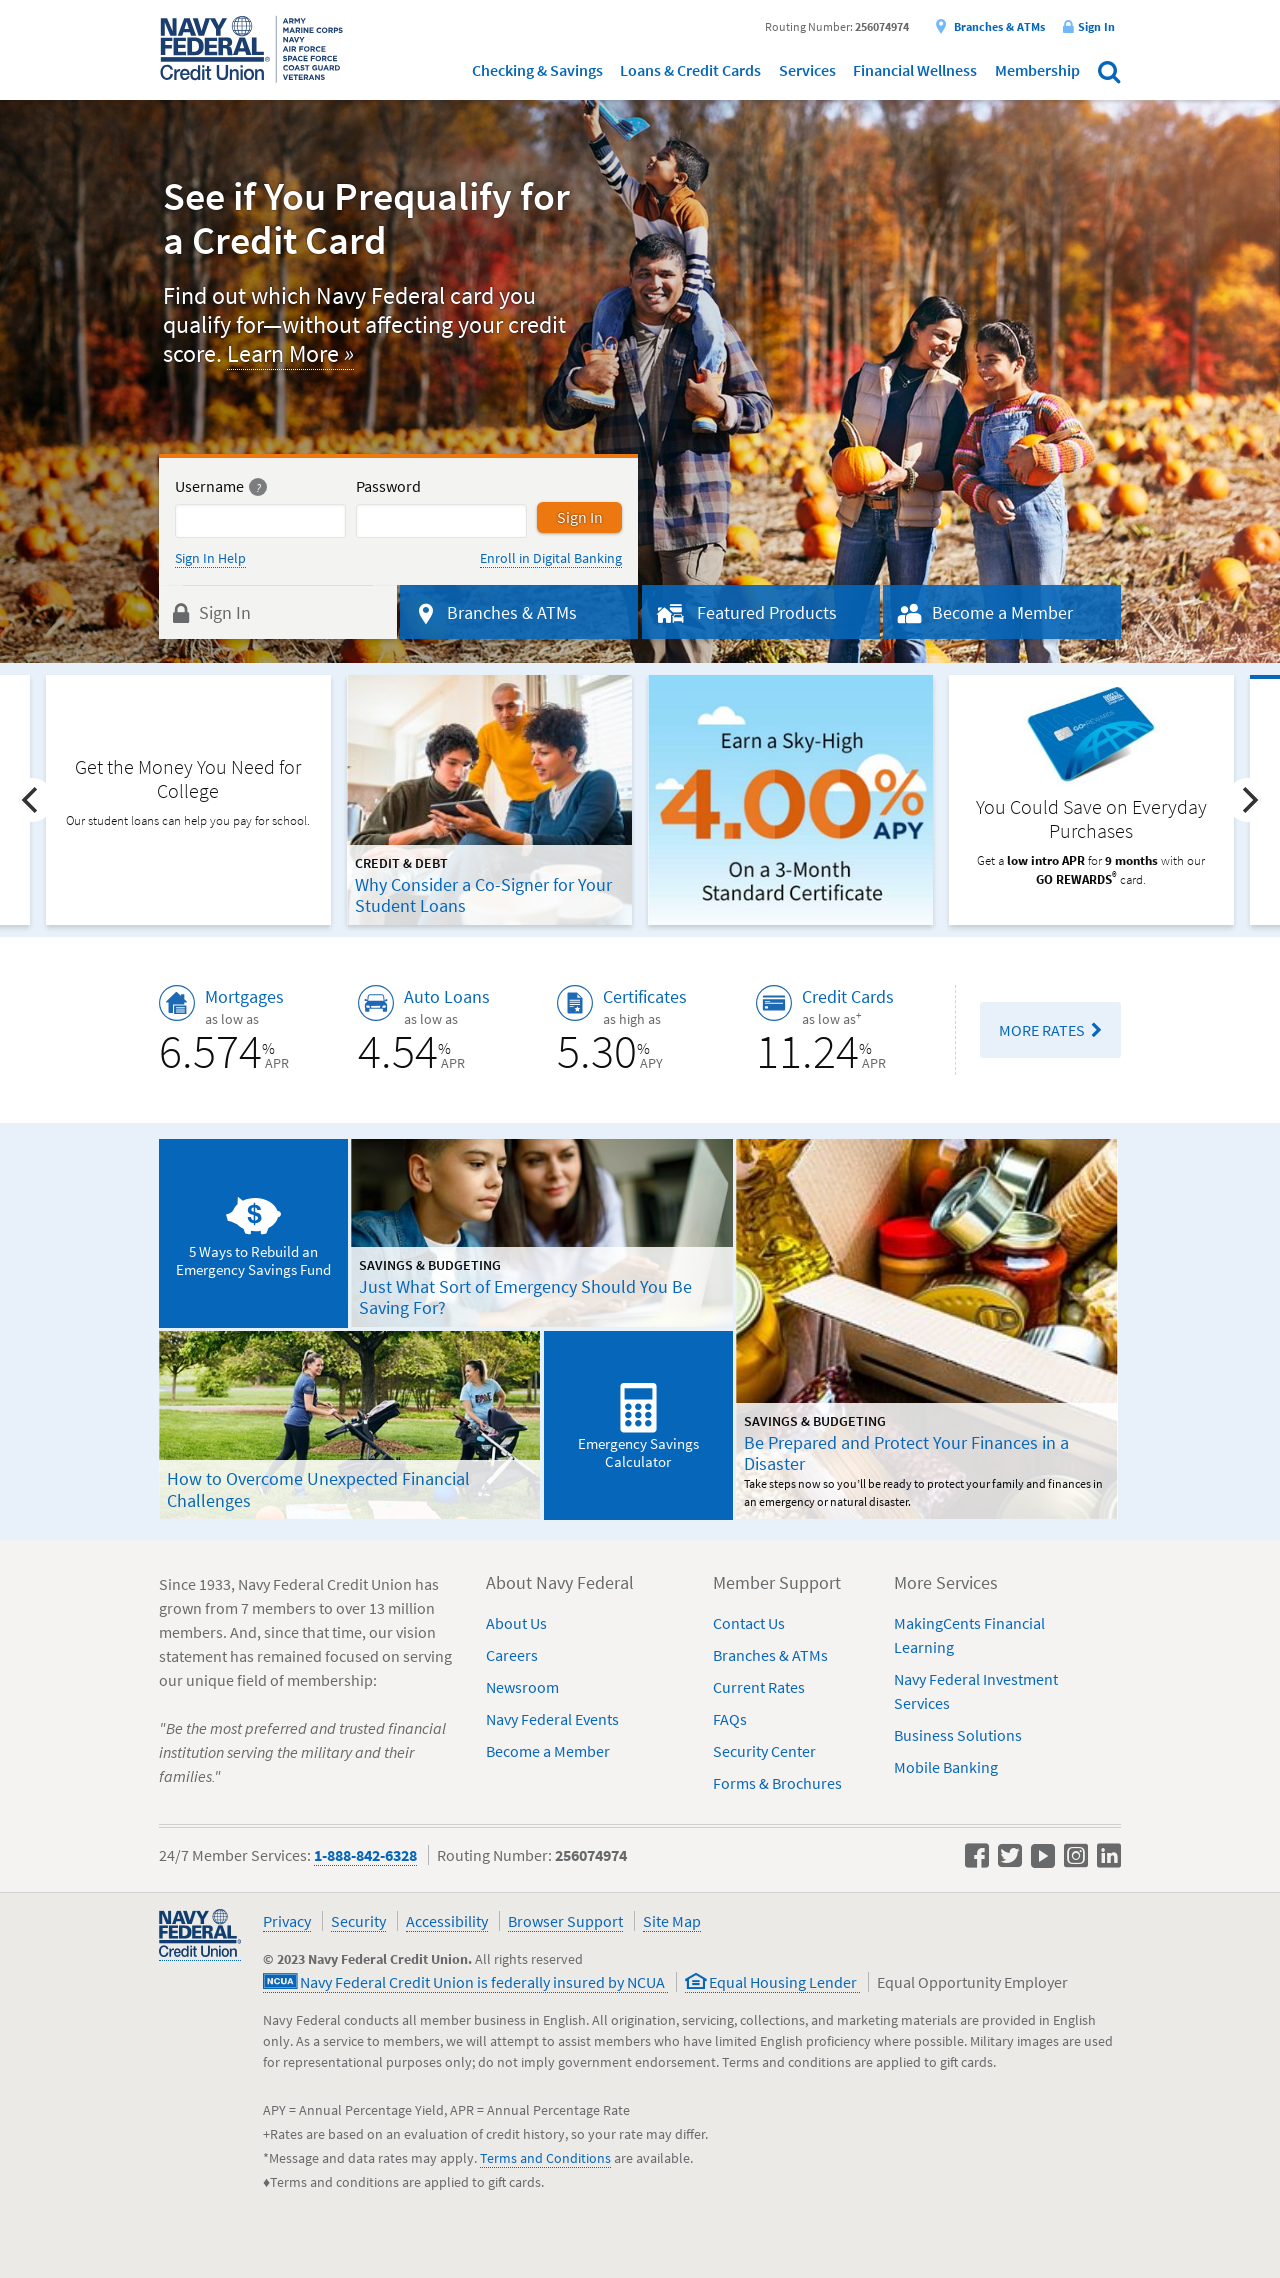 NAVY
FEDERAL®
Credit Union
ARMY
MARINE CORPS
NAVY
AIR FORCE
SPACE FORCE
COAST GUARD
VETERANS
Routing Number: 256074974
Branches & ATMs
Sign In
Checking & Savings
Loans & Credit Cards
Services
Financial Wellness
Membership
See if You Prequalify for
a Credit Card
Find out which Navy Federal card you
qualify for—without affecting your credit
score. Learn More »
Username ?
Password
Sign In
Sign In Help
Enroll in Digital Banking
Sign In
Branches & ATMs
Featured Products
Become a Member
Get the Money You Need for
College
Our student loans can help you pay for school.
CREDIT & DEBT
Why Consider a Co-Signer for Your
Student Loans
Earn a Sky-High
4.00%
APY
On a 3-Month
Standard Certificate
GO REWARDS
You Could Save on Everyday
Purchases
Get a low intro APR for 9 months with our
GO REWARDS® card.
Mortgages
as low as
6.574% APR
Auto Loans
as low as
4.54% APR
Certificates
as high as
5.30% APY
Credit Cards
as low as+
11.24% APR
MORE RATES
$
5 Ways to Rebuild an
Emergency Savings Fund
SAVINGS & BUDGETING
Just What Sort of Emergency Should You Be
Saving For?
How to Overcome Unexpected Financial
Challenges
Emergency Savings
Calculator
SAVINGS & BUDGETING
Be Prepared and Protect Your Finances in a
Disaster
Take steps now so you'll be ready to protect your family and finances in
an emergency or natural disaster.
Since 1933, Navy Federal Credit Union has
grown from 7 members to over 13 million
members. And, since that time, our vision
statement has remained focused on serving
our unique field of membership:
"Be the most preferred and trusted financial
institution serving the military and their
families."
About Navy Federal
About Us
Careers
Newsroom
Navy Federal Events
Become a Member
Member Support
Contact Us
Branches & ATMs
Current Rates
FAQs
Security Center
Forms & Brochures
More Services
MakingCents Financial
Learning
Navy Federal Investment
Services
Business Solutions
Mobile Banking
24/7 Member Services: 1-888-842-6328
Routing Number: 256074974
NAVY
FEDERAL®
Credit Union
Privacy
Security
Accessibility
Browser Support
Site Map
© 2023 Navy Federal Credit Union. All rights reserved
NCUA Navy Federal Credit Union is federally insured by NCUA
Equal Housing Lender
Equal Opportunity Employer
Navy Federal conducts all member business in English. All origination, servicing, collections, and marketing materials are provided in English
only. As a service to members, we will attempt to assist members who have limited English proficiency where possible. Military images are used
for representational purposes only; do not imply government endorsement. Terms and conditions are applied to gift cards.
APY = Annual Percentage Yield, APR = Annual Percentage Rate
+Rates are based on an evaluation of credit history, so your rate may differ.
*Message and data rates may apply. Terms and Conditions are available.
♦Terms and conditions are applied to gift cards.